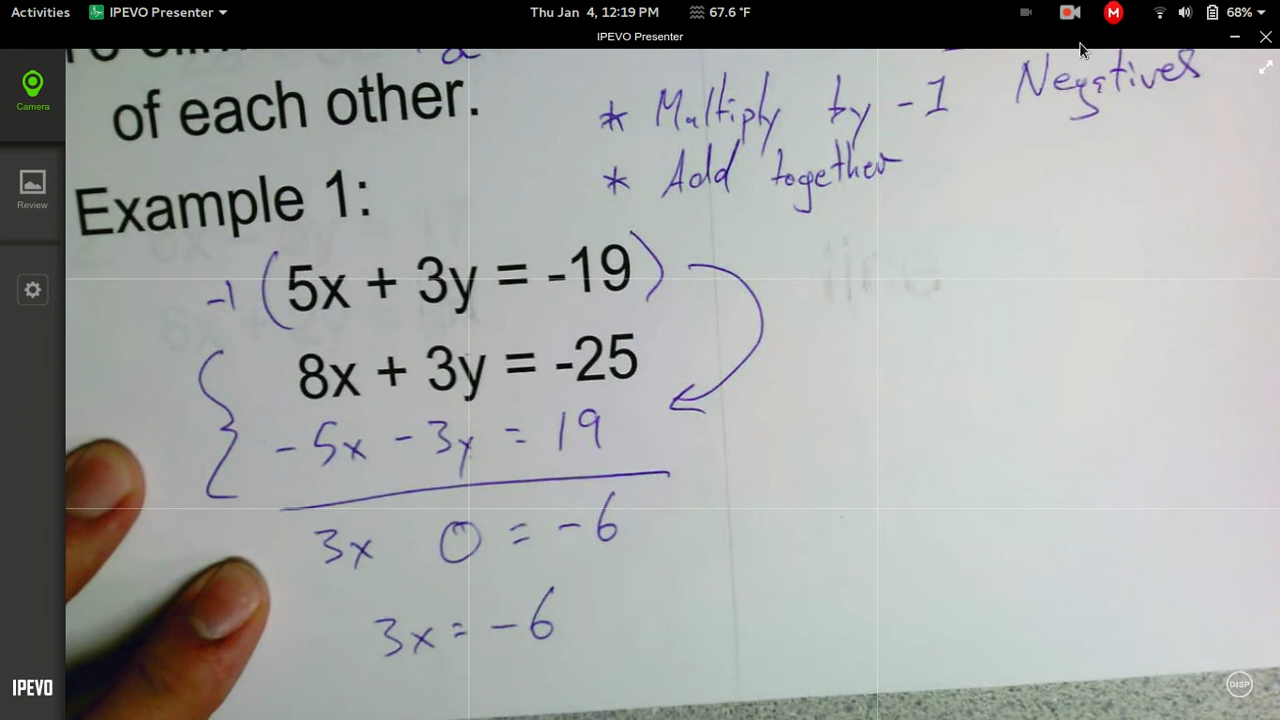 Activities IPEVO Presenter Thu Jan 4, 12:19 PM 67.6 °F 68%
IPEVO Presenter
Camera
Review
IPEVO
of each other.
* Multiply by -1 Negatives
* Add together
Example 1:
-1 (5x + 3y = -19)
8x + 3y = -25
-5x -3y = 19
3x 0 = -6
3x = -6
DISP